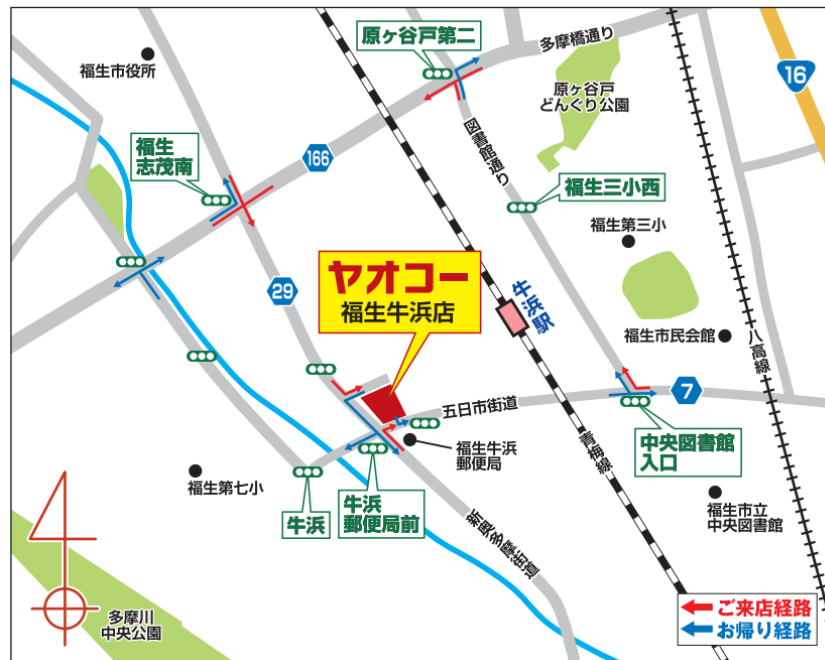 原ヶ谷戸第二
多摩橋通り
16
福生市役所
原ヶ谷戸
どんぐり公園
図書館通り
福生
志茂南
166
福生三小西
福生第三小
29
ヤオコー
福生牛浜店
牛浜駅
福生市民会館
八高線
五日市街道
7
福生牛浜
郵便局
青梅線
中央図書館
入口
福生第七小
牛浜
牛浜
郵便局前
新奥多摩街道
福生市立
中央図書館
多摩川
中央公園
ご来店経路
お帰り経路